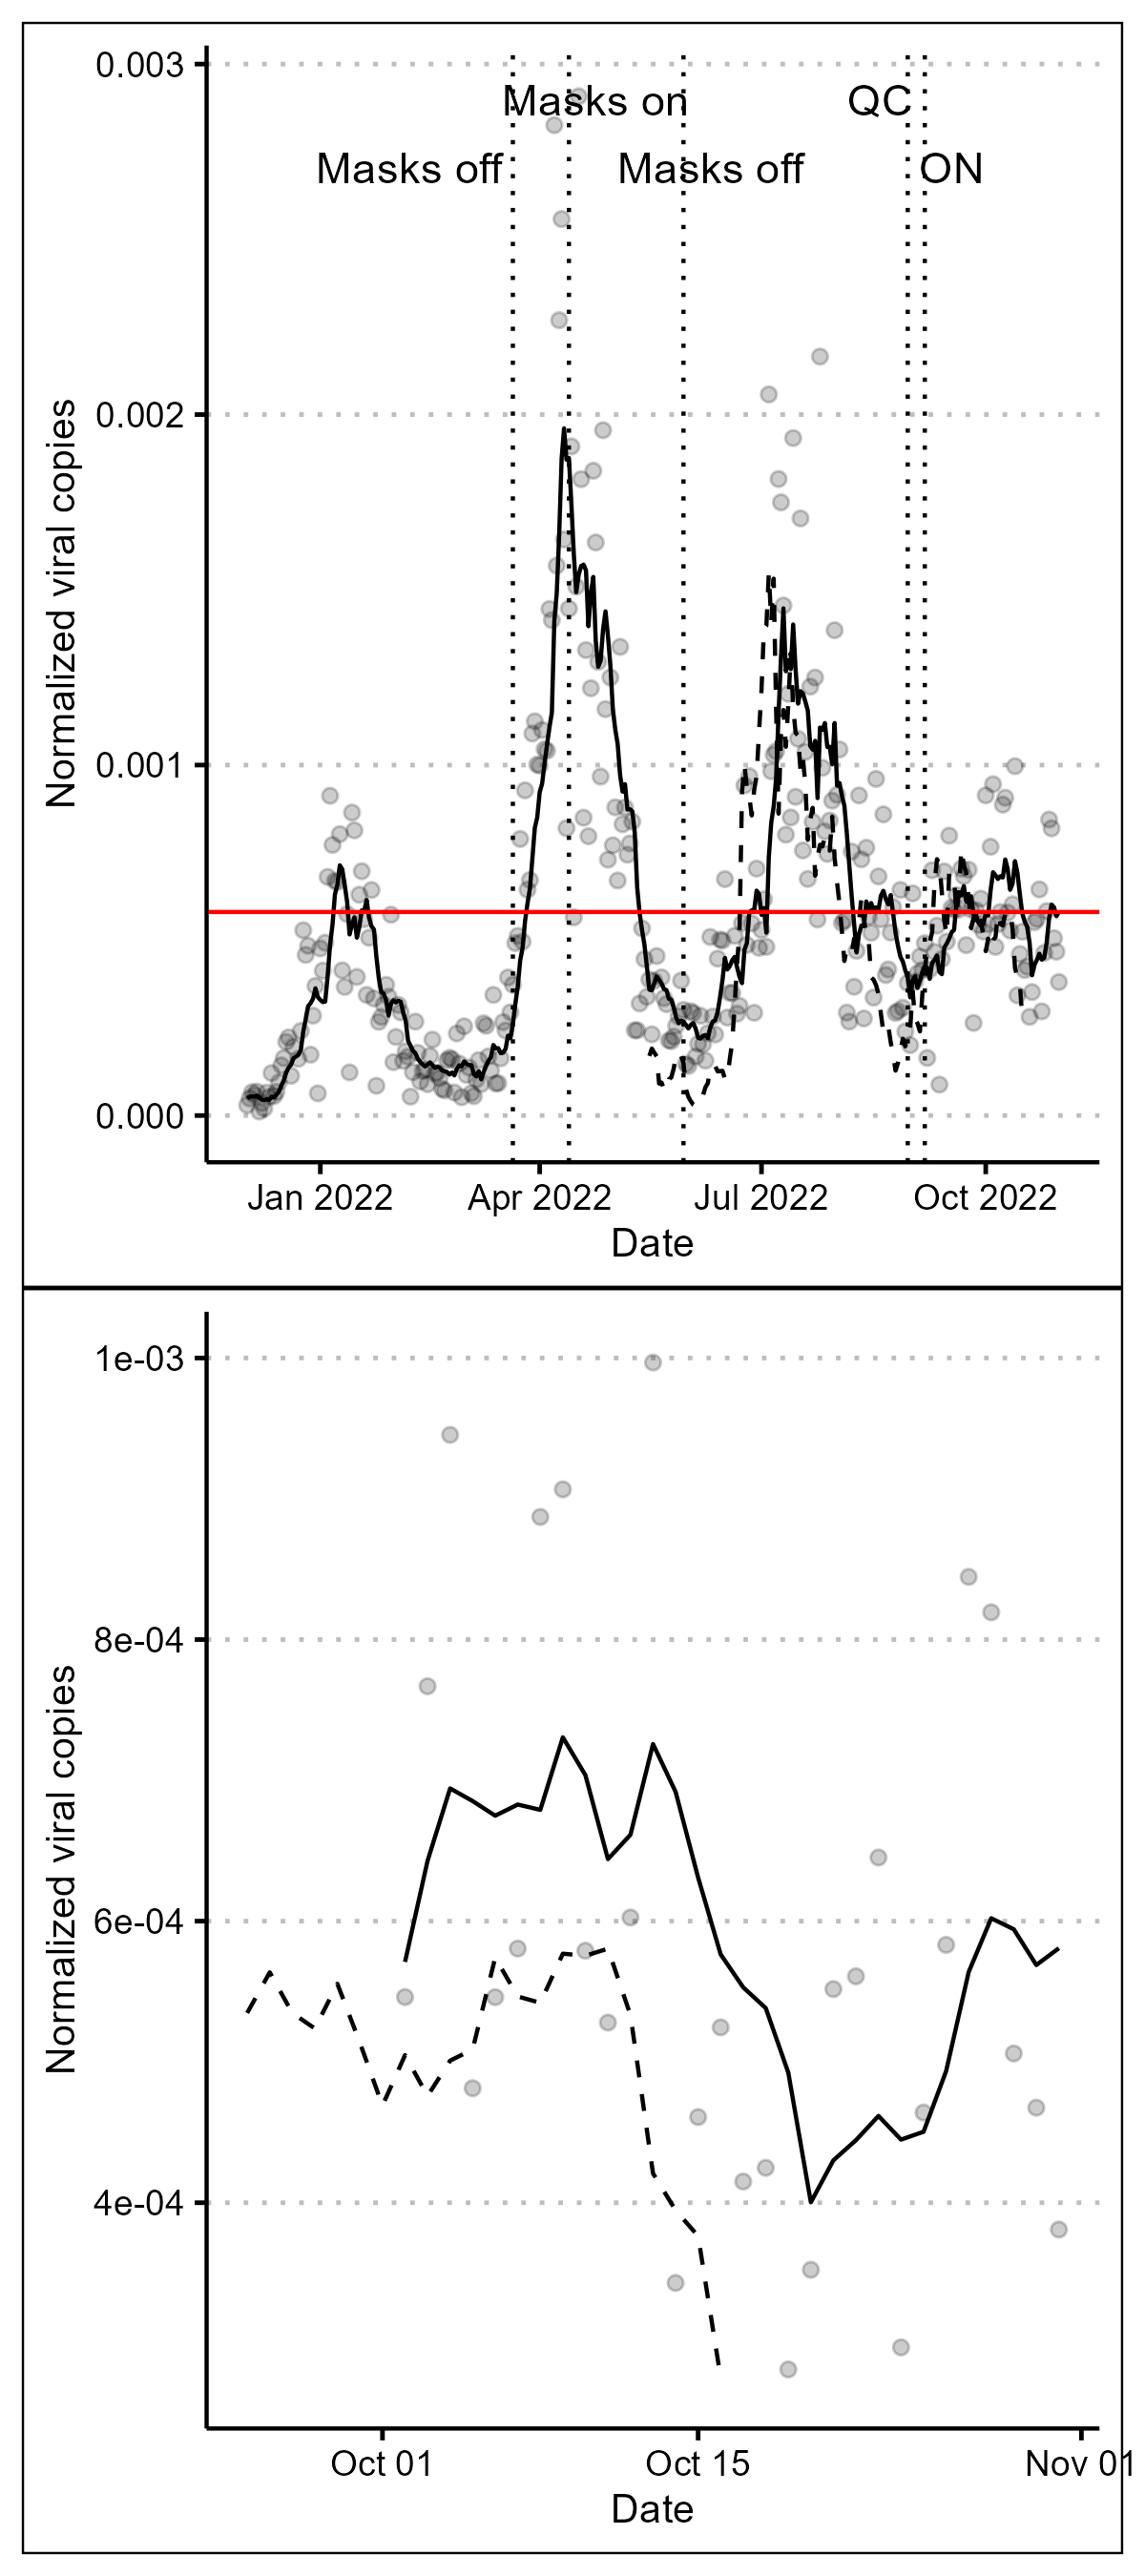 0.003
Masks on
QC
Masks off
Masks off
ON
0.002
0.001
0.000
Normalized viral copies
Jan 2022
Apr 2022
Jul 2022
Oct 2022
Date
1e-03
8e-04
6e-04
4e-04
Normalized viral copies
Oct 01
Oct 15
Nov 01
Date